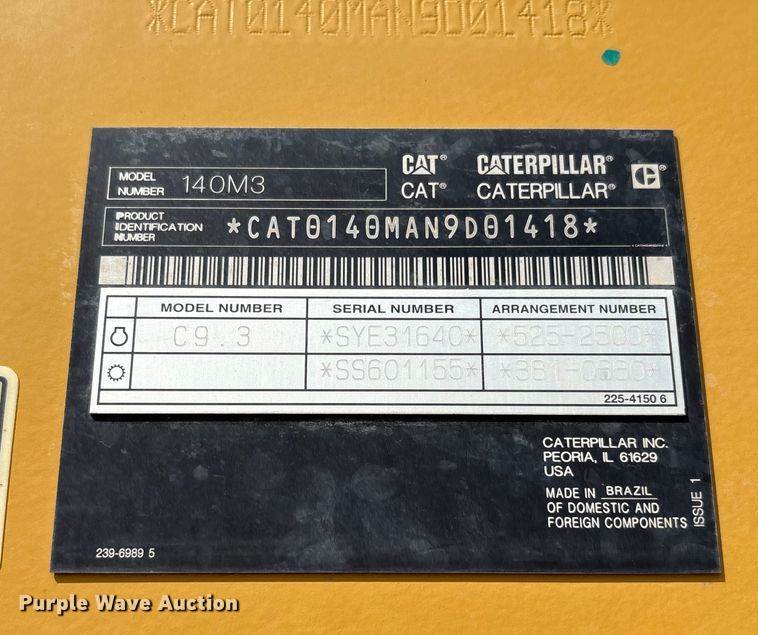 *CAT0140MAN9D01418*
MODEL NUMBER 140M3
CAT® CATERPILLAR®
CAT® CATERPILLAR®
PRODUCT IDENTIFICATION NUMBER *CAT0140MAN9D01418*
MODEL NUMBER SERIAL NUMBER ARRANGEMENT NUMBER
C9.3 *SYE31640* *525-2500*
*SS601155*
225-4150 6
CATERPILLAR INC.
PEORIA, IL 61629
USA
MADE IN BRAZIL
OF DOMESTIC AND
FOREIGN COMPONENTS
ISSUE 1
239-6989 5
Purple Wave Auction